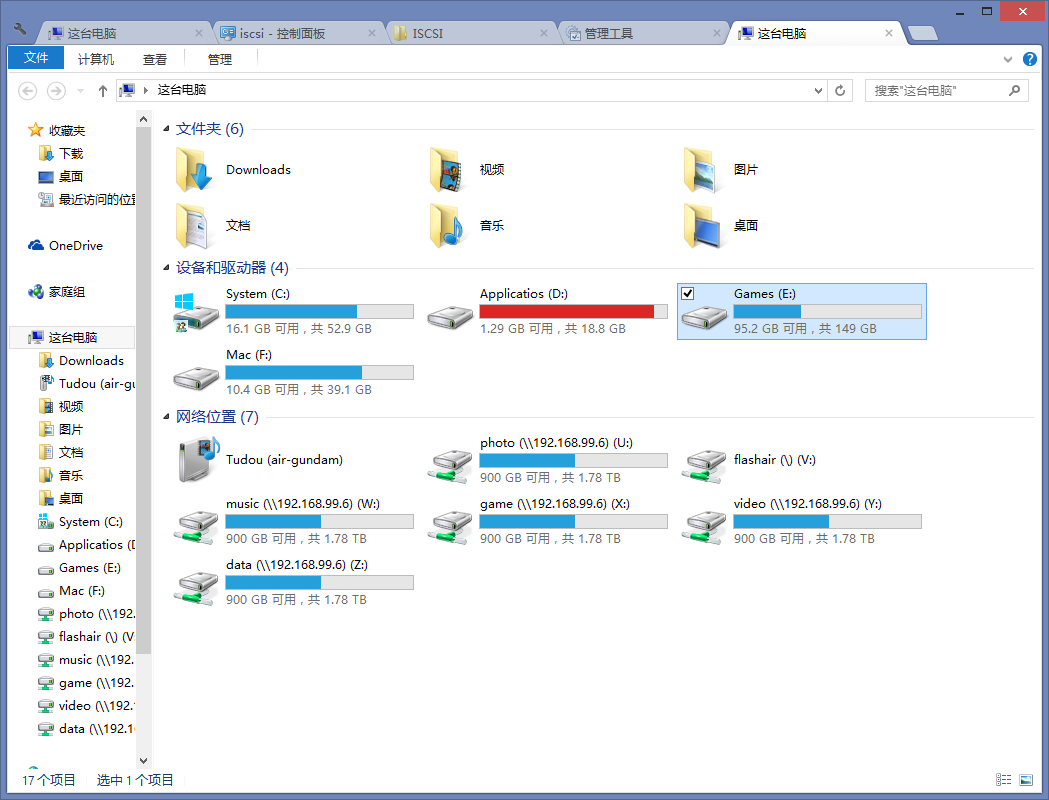 这台电脑
iscsi - 控制面板
ISCSI
管理工具
这台电脑
文件
计算机
查看
管理
这台电脑
搜索"这台电脑"
收藏夹
下载
桌面
最近访问的位置
OneDrive
家庭组
这台电脑
Downloads
Tudou (air-gu
视频
图片
文档
音乐
桌面
System (C:)
Applicatios (D
Games (E:)
Mac (F:)
photo (\\192.
flashair (\) (V
music (\\192.
game (\\192.
video (\\192.
data (\\192.16
文件夹 (6)
Downloads
视频
图片
文档
音乐
桌面
设备和驱动器 (4)
System (C:)
16.1 GB 可用，共 52.9 GB
Applicatios (D:)
1.29 GB 可用，共 18.8 GB
Games (E:)
95.2 GB 可用，共 149 GB
Mac (F:)
10.4 GB 可用，共 39.1 GB
网络位置 (7)
Tudou (air-gundam)
photo (\\192.168.99.6) (U:)
900 GB 可用，共 1.78 TB
flashair (\) (V:)
music (\\192.168.99.6) (W:)
900 GB 可用，共 1.78 TB
game (\\192.168.99.6) (X:)
900 GB 可用，共 1.78 TB
video (\\192.168.99.6) (Y:)
900 GB 可用，共 1.78 TB
data (\\192.168.99.6) (Z:)
900 GB 可用，共 1.78 TB
17 个项目
选中 1 个项目